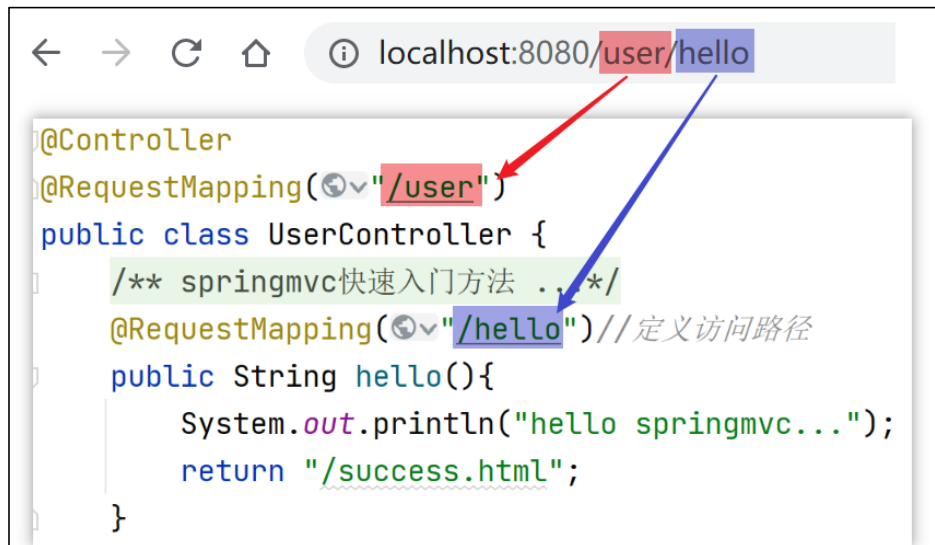 localhost:8080/user/hello
@Controller
@RequestMapping("/user")
public class UserController {
/** springmvc快速入门方法 ...*/
@RequestMapping("/hello")//定义访问路径
public String hello(){
System.out.println("hello springmvc...");
return "/success.html";
}